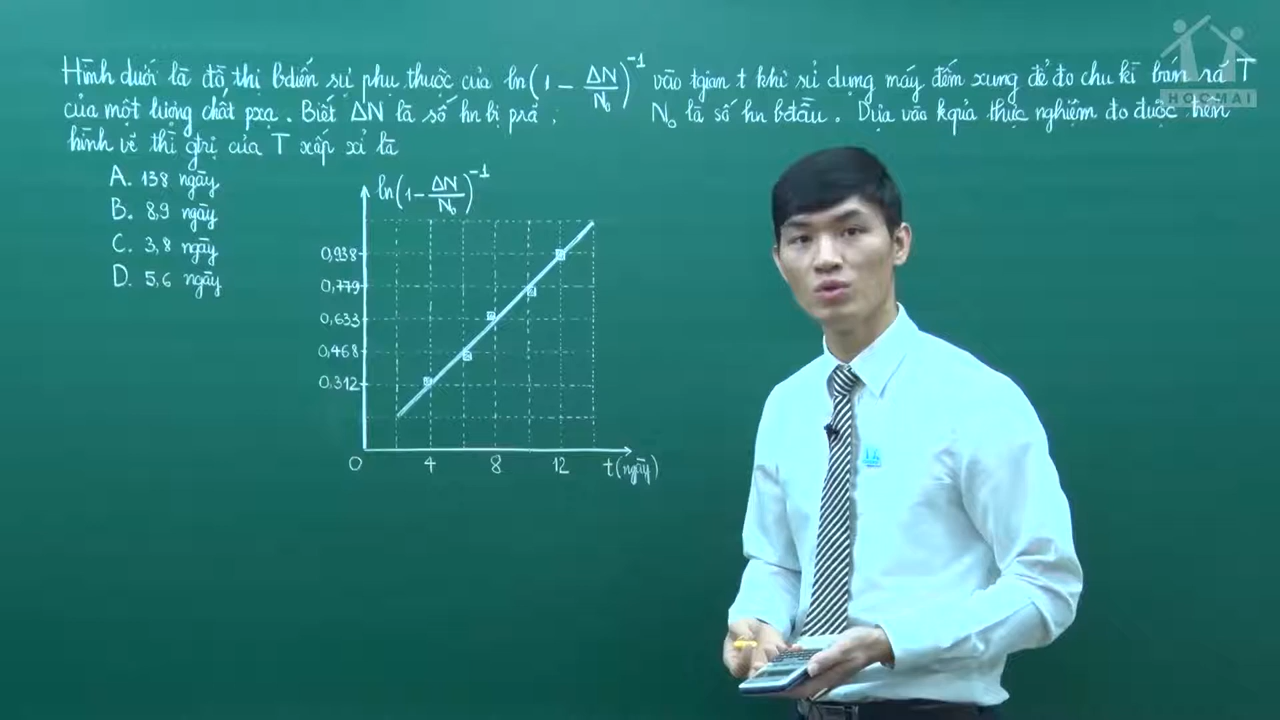 Hình dưới là đồ thị bdiễn sự phụ thuộc của ln(1 − ΔN/N₀)⁻¹ vào tgian t khi sử dụng máy đếm xung để đo chu kì bán rã T
của một lượng chất pxạ. Biết ΔN là số hn bị prã, N₀ là số hn bđầu. Dựa vào kquả thực nghiệm đo được trên
hình vẽ thì gtrị của T xấp xỉ là
A. 138 ngày
B. 8,9 ngày
C. 3,8 ngày
D. 5,6 ngày
ln(1 − ΔN/N₀)⁻¹
0,938
0,779
0,633
0,468
0,312
O 4 8 12 t(ngày)
HOCMAI